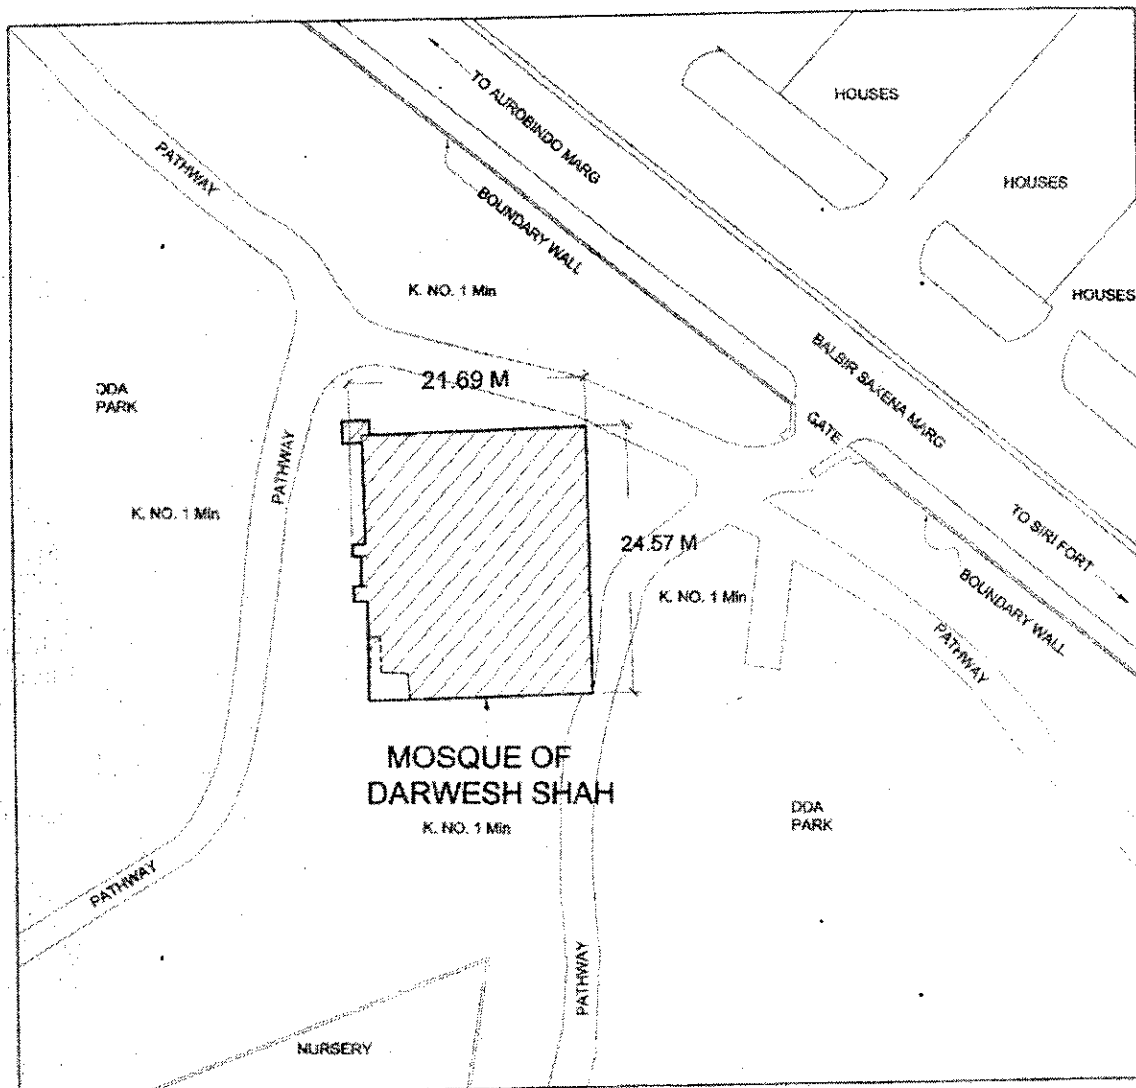 TO AUROBINDO MARG
HOUSES
PATHWAY
HOUSES
BOUNDARY WALL
K. NO. 1 Min
HOUSES
BALBIR SAXENA MARG
21.69 M
DDA
PARK
GATE
PATHWAY
K. NO. 1 Min
TO SIRI FORT
24.57 M
K. NO. 1 Min
BOUNDARY WALL
PATHWAY
MOSQUE OF
DARWESH SHAH
K. NO. 1 Min
DDA
PARK
PATHWAY
PATHWAY
NURSERY